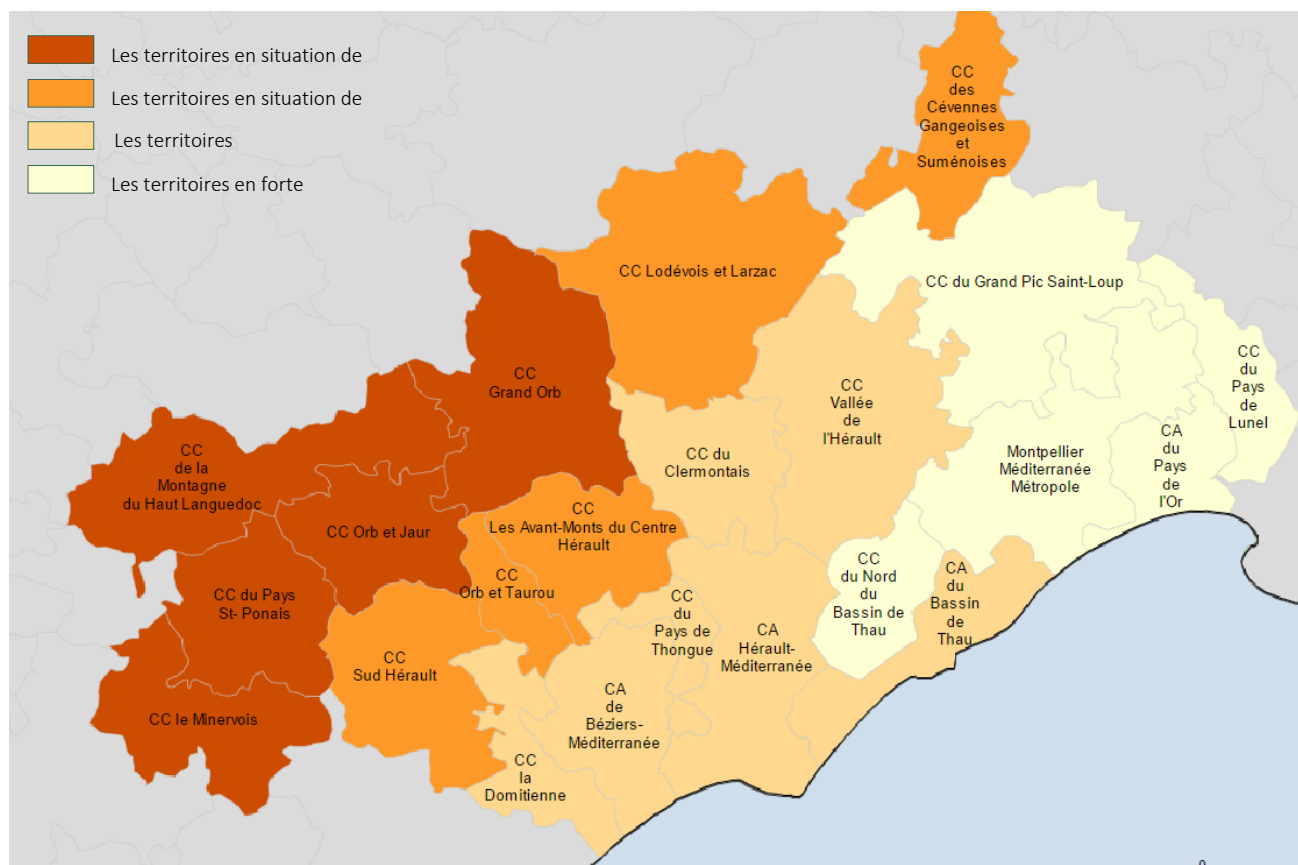 Les territoires en situation de
Les territoires en situation de
Les territoires
Les territoires en forte
CC
des
Cévennes
Gangeoises
et
Suménoises
CC Lodévois et Larzac
CC du Grand Pic Saint-Loup
CC
Grand Orb
CC
Vallée
de
l'Hérault
CC
du
Pays
de
Lunel
CC
de la
Montagne
du Haut Languedoc
CC du
Clermontais
Montpellier
Méditerranée
Métropole
CA
du
Pays
de
l'Or
CC Orb et Jaur
CC
Les Avant-Monts du Centre
Hérault
CC du Pays
St- Ponais
CC
Orb et Taurou
CC
du
Pays de
Thongue
CC
du Nord
du
Bassin de
Thau
CA
du
Bassin
de
Thau
CA
Hérault-
Méditerranée
CC
Sud Hérault
CA
de
Béziers-
Méditerranée
CC le Minervois
CC
la
Domitienne